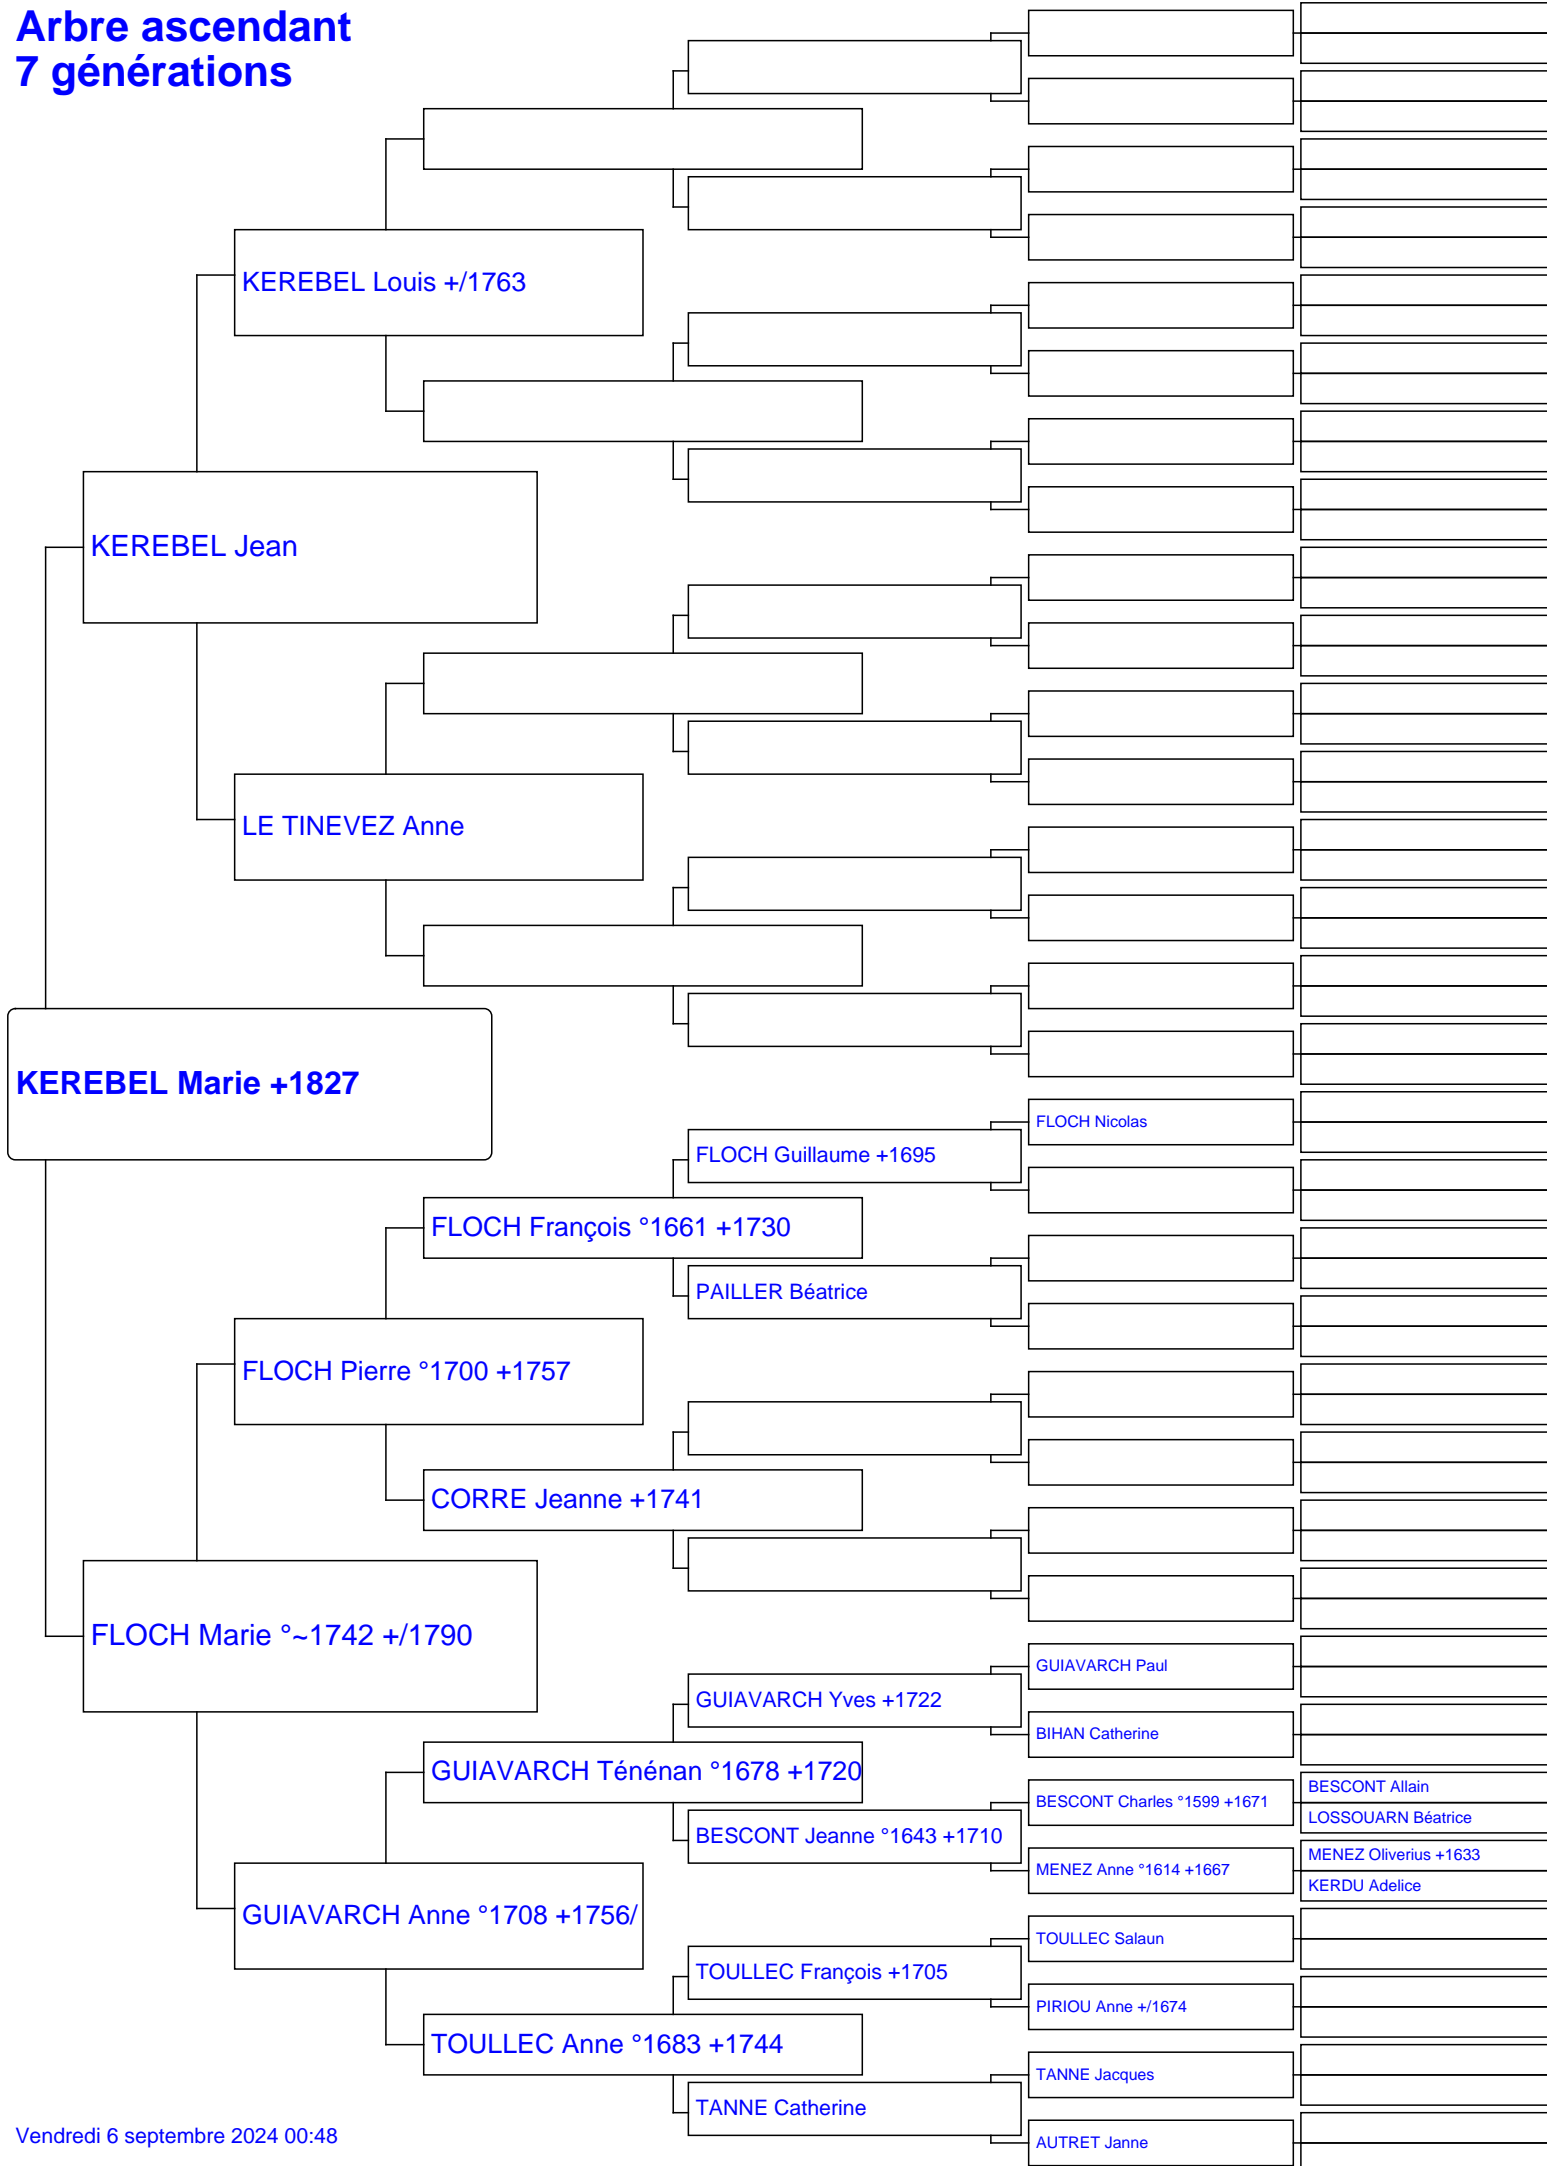 Arbre ascendant
7 générations
KEREBEL Louis +/1763
KEREBEL Jean
LE TINEVEZ Anne
KEREBEL Marie +1827
FLOCH Nicolas
FLOCH Guillaume +1695
FLOCH François °1661 +1730
PAILLER Béatrice
FLOCH Pierre °1700 +1757
CORRE Jeanne +1741
FLOCH Marie °~1742 +/1790
GUIAVARCH Paul
GUIAVARCH Yves +1722
BIHAN Catherine
GUIAVARCH Ténénan °1678 +1720
BESCONT Allain
BESCONT Charles °1599 +1671
LOSSOUARN Béatrice
BESCONT Jeanne °1643 +1710
MENEZ Oliverius +1633
MENEZ Anne °1614 +1667
KERDU Adelice
GUIAVARCH Anne °1708 +1756/
TOULLEC Salaun
TOULLEC François +1705
PIRIOU Anne +/1674
TOULLEC Anne °1683 +1744
TANNE Jacques
TANNE Catherine
AUTRET Janne
Vendredi 6 septembre 2024 00:48